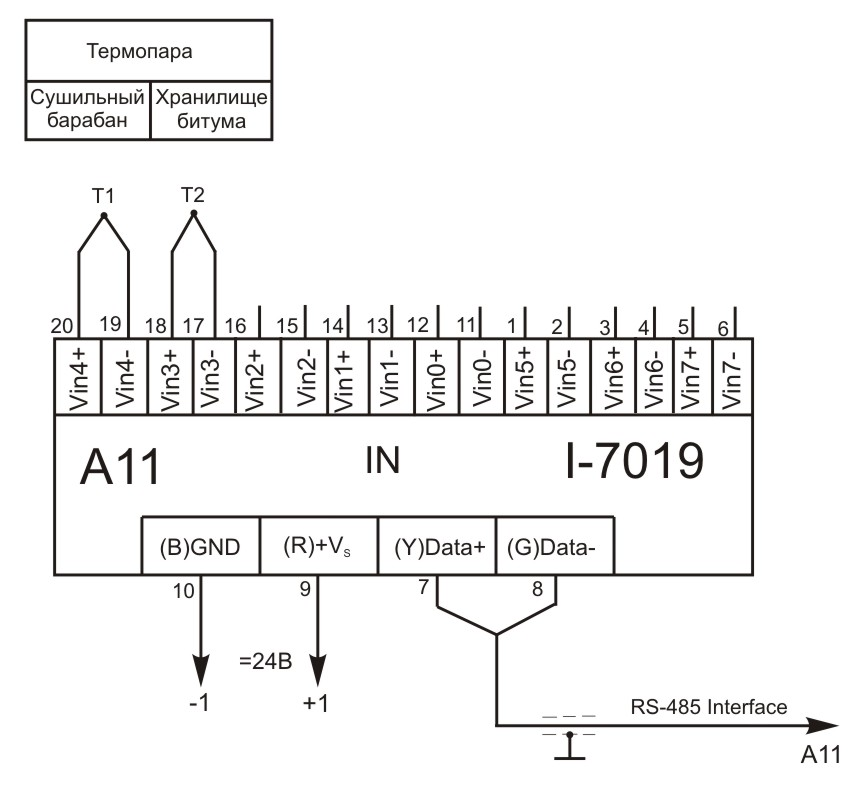 Термопара
Сушильный барабан
Хранилище битума
T1
T2
20 19 18 17 16 15 14 13 12 11 1 2 3 4 5 6
Vin4+ Vin4- Vin3+ Vin3- Vin2+ Vin2- Vin1+ Vin1- Vin0+ Vin0- Vin5+ Vin5- Vin6+ Vin6- Vin7+ Vin7-
A11 IN I-7019
(B)GND (R)+Vs (Y)Data+ (G)Data-
10 9 7 8
=24В
-1 +1
RS-485 Interface
A11